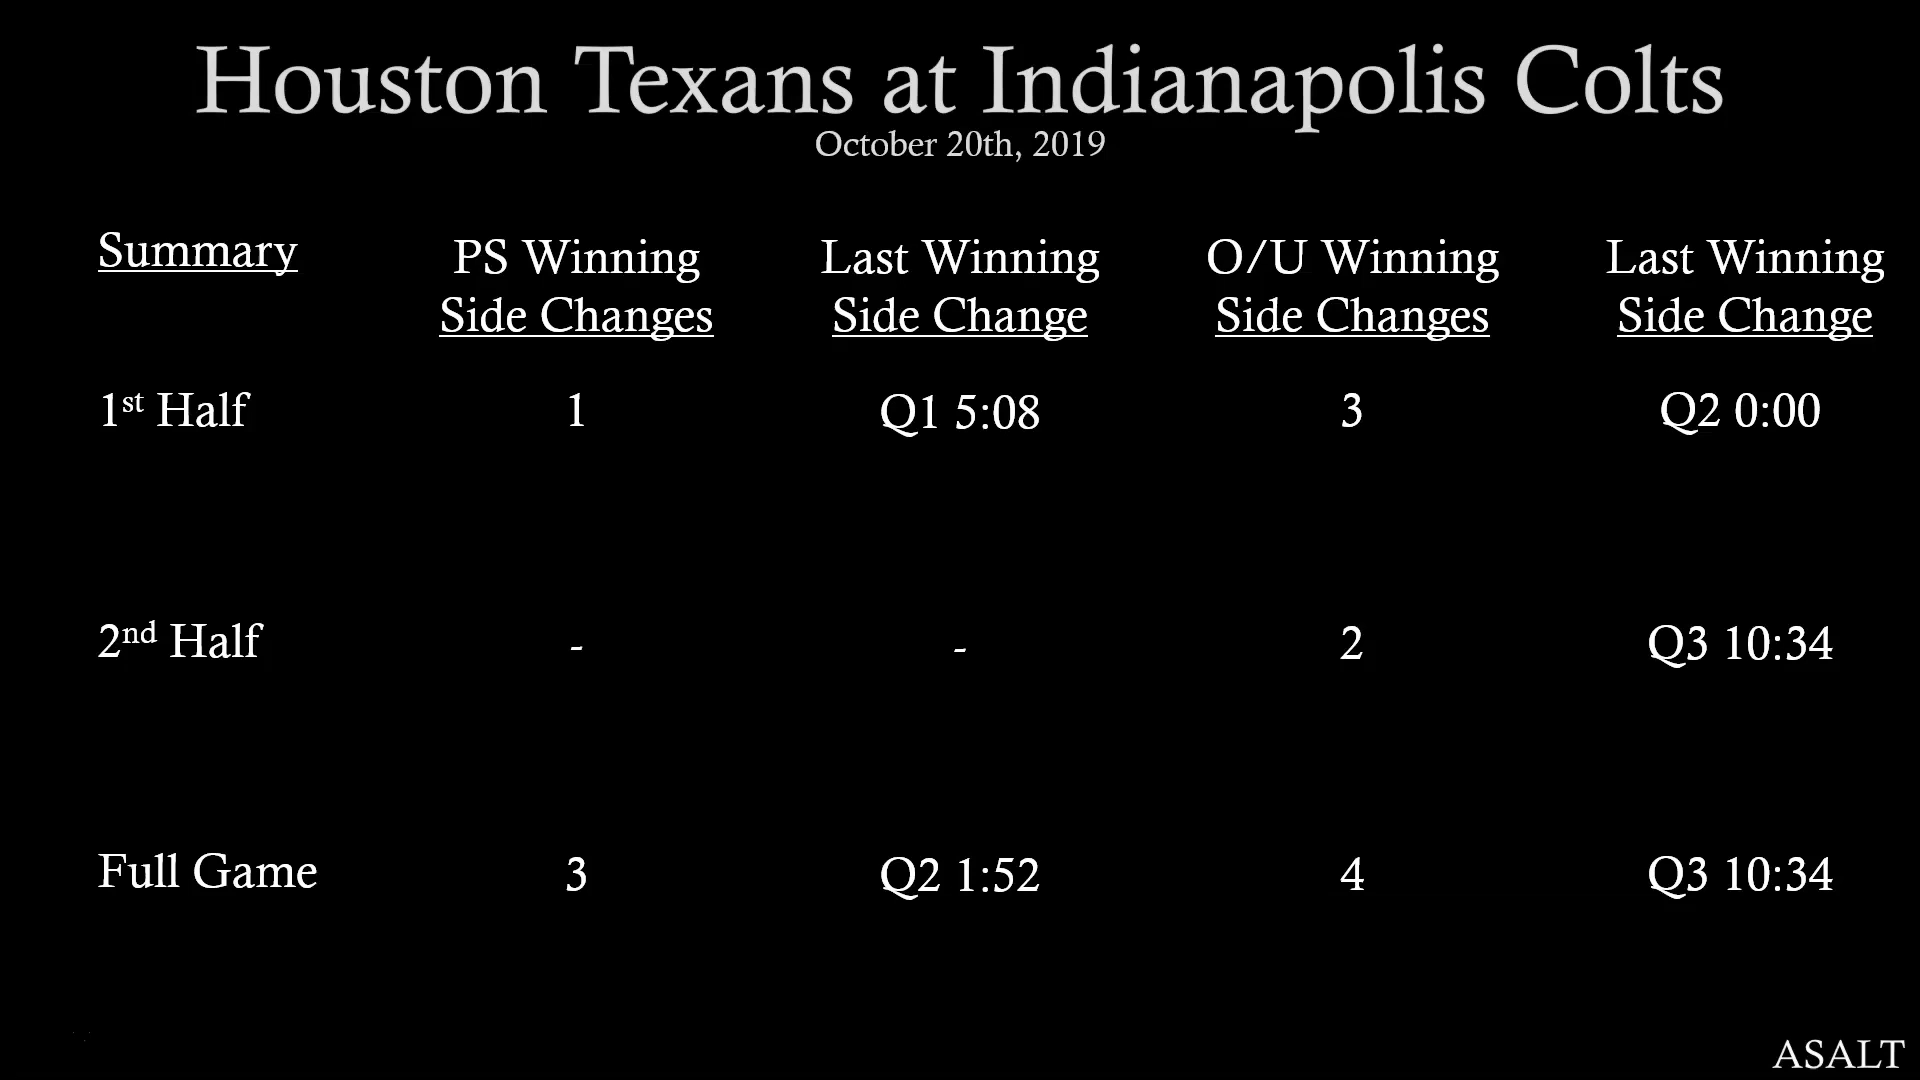 Houston Texans at Indianapolis Colts
October 20th, 2019
Summary
PS Winning Side Changes
Last Winning Side Change
O/U Winning Side Changes
Last Winning Side Change
1st Half 1 Q1 5:08 3 Q2 0:00
2nd Half - - 2 Q3 10:34
Full Game 3 Q2 1:52 4 Q3 10:34
ASALT